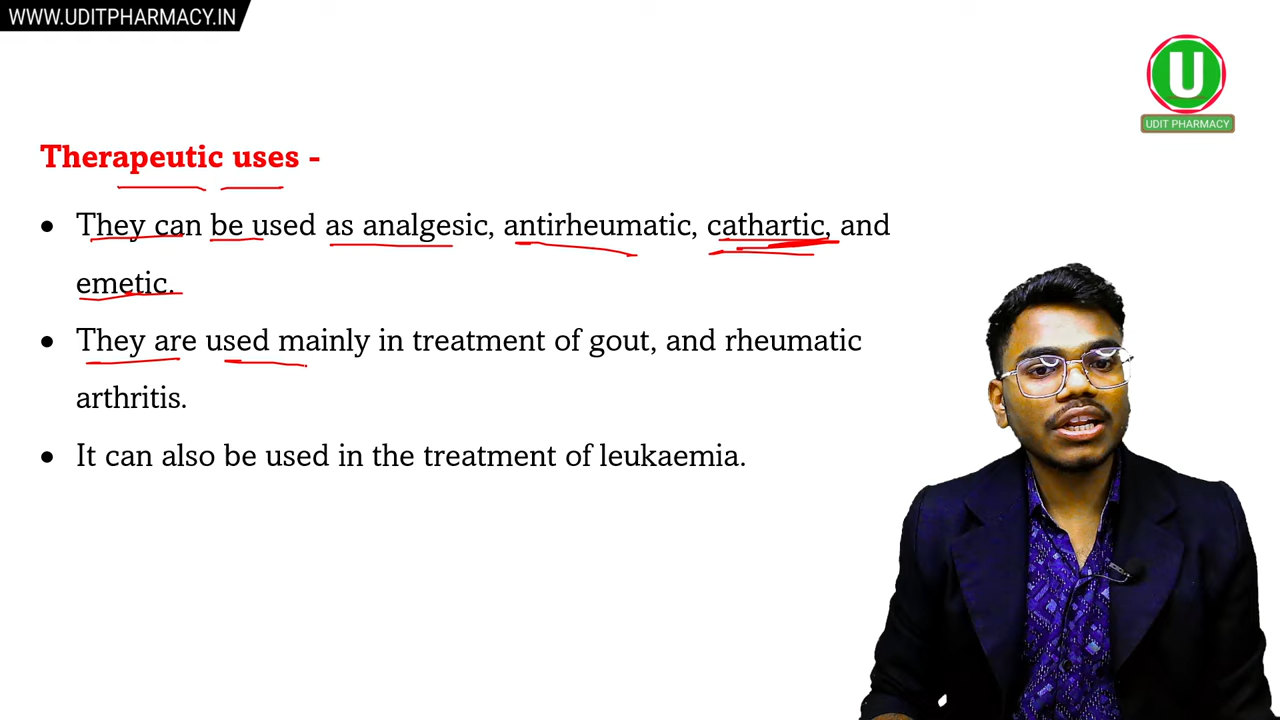 WWW.UDITPHARMACY.IN
U
UDIT PHARMACY
Therapeutic uses -
• They can be used as analgesic, antirheumatic, cathartic, and
emetic.
• They are used mainly in treatment of gout, and rheumatic
arthritis.
• It can also be used in the treatment of leukaemia.